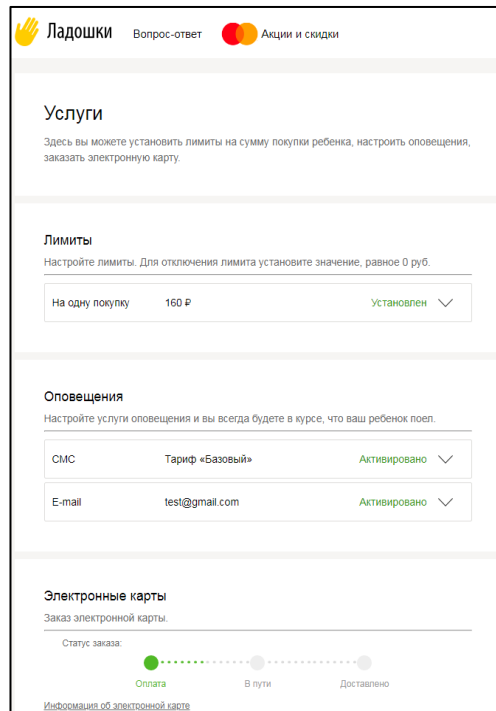 Ладошки Вопрос-ответ Акции и скидки
Услуги
Здесь вы можете установить лимиты на сумму покупки ребенка, настроить оповещения,
заказать электронную карту.
Лимиты
Настройте лимиты. Для отключения лимита установите значение, равное 0 руб.
На одну покупку 160 ₽ Установлен
Оповещения
Настройте услуги оповещения и вы всегда будете в курсе, что ваш ребенок поел.
СМС Тариф «Базовый» Активировано
E-mail test@gmail.com Активировано
Электронные карты
Заказ электронной карты.
Статус заказа:
Оплата В пути Доставлено
Информация об электронной карте